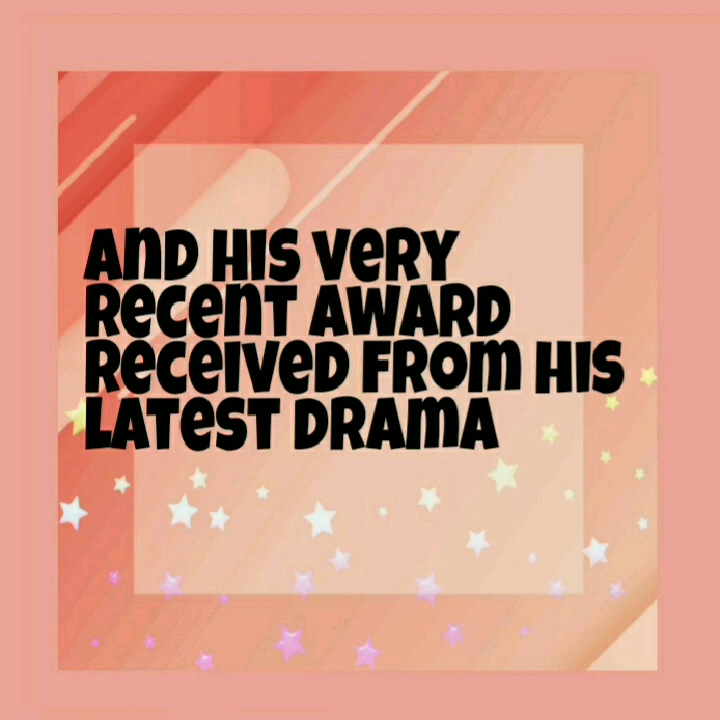 AND HIS VERY
RECENT AWARD
RECEIVED FROM HIS
LATEST DRAMA